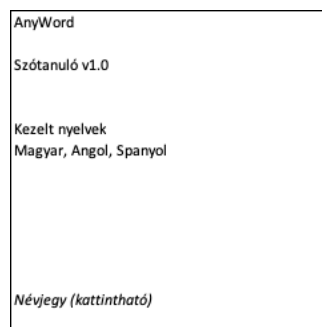 AnyWord
Szótanuló v1.0
Kezelt nyelvek
Magyar, Angol, Spanyol
Névjegy (kattintható)